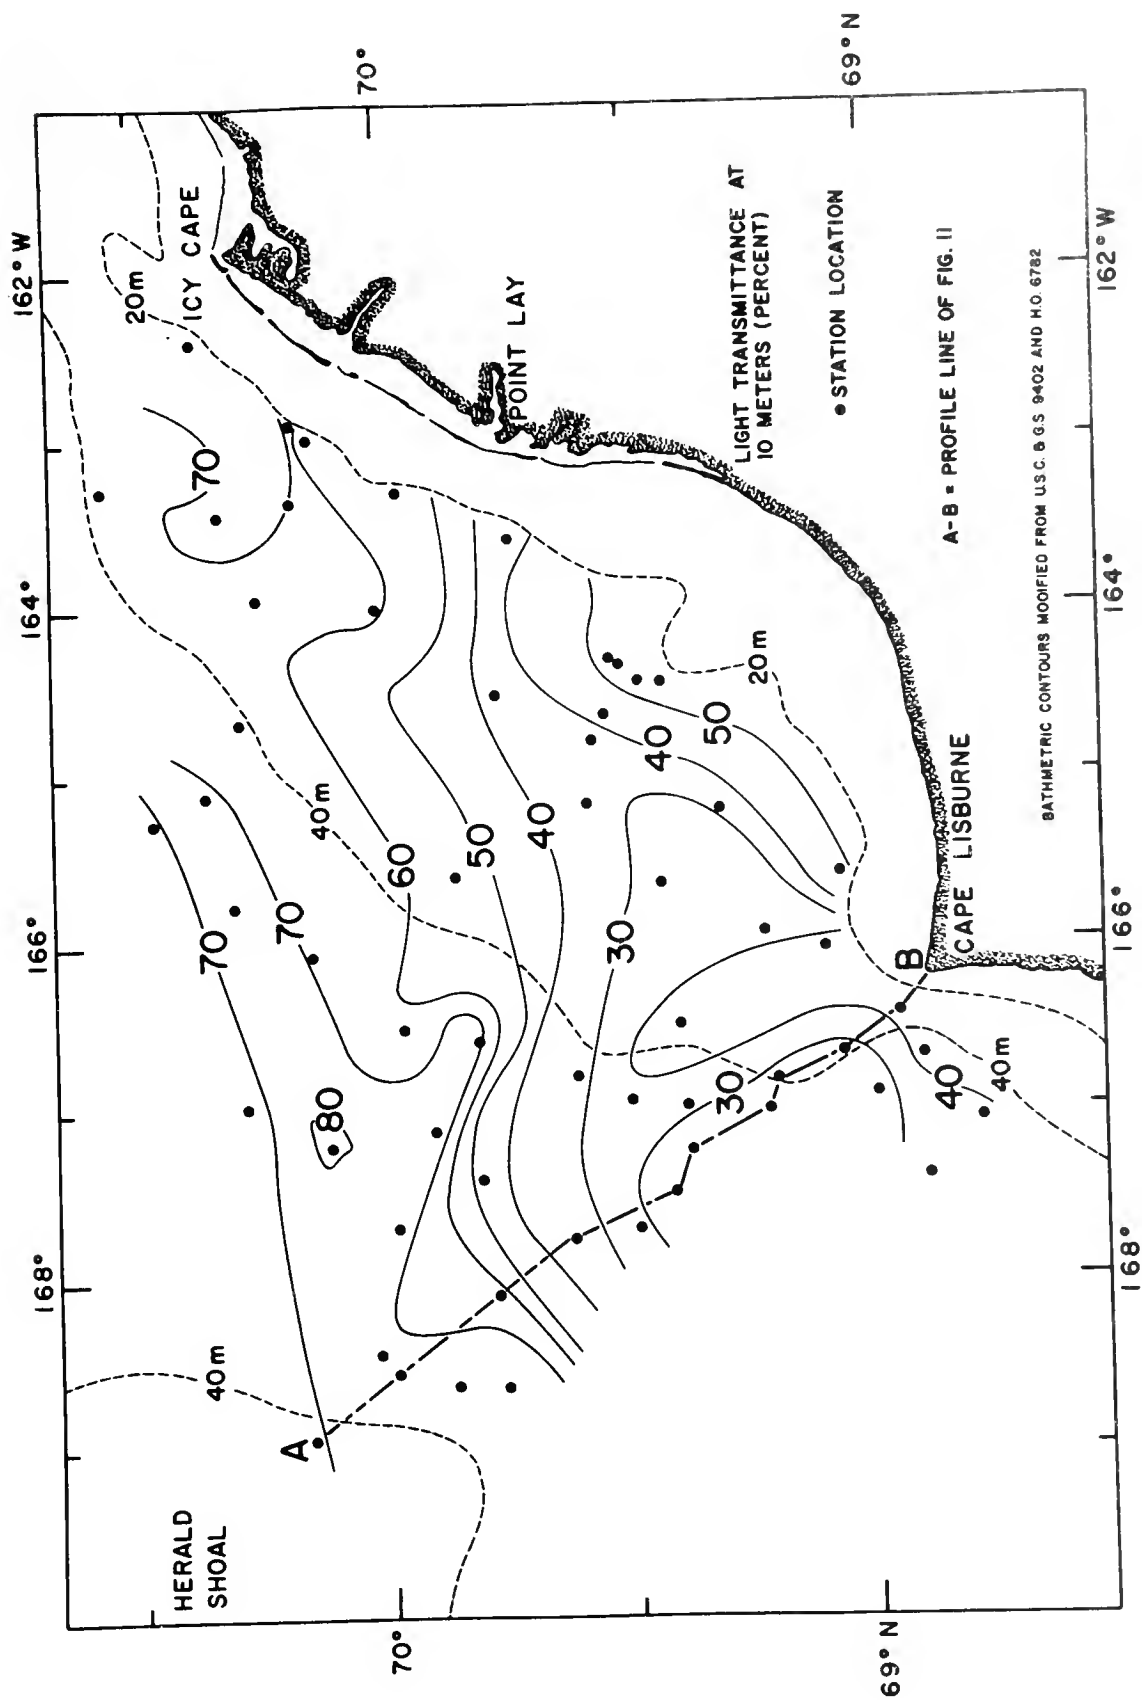 HERALD
SHOAL
168°
166°
164°
162° W
40m
A
70
80
70
40m
60
50
40
30
30
40
50
70
20m
ICY CAPE
POINT LAY
20m
40
40m
B
CAPE LISBURNE
LIGHT TRANSMITTANCE AT
10 METERS (PERCENT)
● STATION LOCATION
A-B = PROFILE LINE OF FIG. 11
BATHMETRIC CONTOURS MODIFIED FROM U.S.C. & G.S 9402 AND H.O. 6782
70°
69° N
70°
69° N
168°
166°
164°
162° W